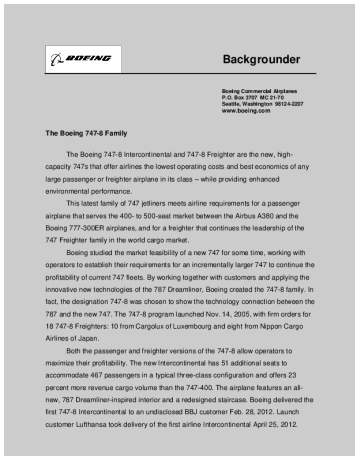 BOEING
Backgrounder
Boeing Commercial Airplanes
P.O. Box 3707 MC 21-70
Seattle, Washington 98124-2207
www.boeing.com
The Boeing 747-8 Family
The Boeing 747-8 Intercontinental and 747-8 Freighter are the new, high-
capacity 747s that offer airlines the lowest operating costs and best economics of any
large passenger or freighter airplane in its class – while providing enhanced
environmental performance.
This latest family of 747 jetliners meets airline requirements for a passenger
airplane that serves the 400- to 500-seat market between the Airbus A380 and the
Boeing 777-300ER airplanes, and for a freighter that continues the leadership of the
747 Freighter family in the world cargo market.
Boeing studied the market feasibility of a new 747 for some time, working with
operators to establish their requirements for an incrementally larger 747 to continue the
profitability of current 747 fleets. By working together with customers and applying the
innovative new technologies of the 787 Dreamliner, Boeing created the 747-8 family. In
fact, the designation 747-8 was chosen to show the technology connection between the
787 and the new 747. The 747-8 program launched Nov. 14, 2005, with firm orders for
18 747-8 Freighters: 10 from Cargolux of Luxembourg and eight from Nippon Cargo
Airlines of Japan.
Both the passenger and freighter versions of the 747-8 allow operators to
maximize their profitability. The new Intercontinental has 51 additional seats to
accommodate 467 passengers in a typical three-class configuration and offers 23
percent more revenue cargo volume than the 747-400. The airplane features an all-
new, 787 Dreamliner-inspired interior and a redesigned staircase. Boeing delivered the
first 747-8 Intercontinental to an undisclosed BBJ customer Feb. 28, 2012. Launch
customer Lufthansa took delivery of the first airline Intercontinental April 25, 2012.